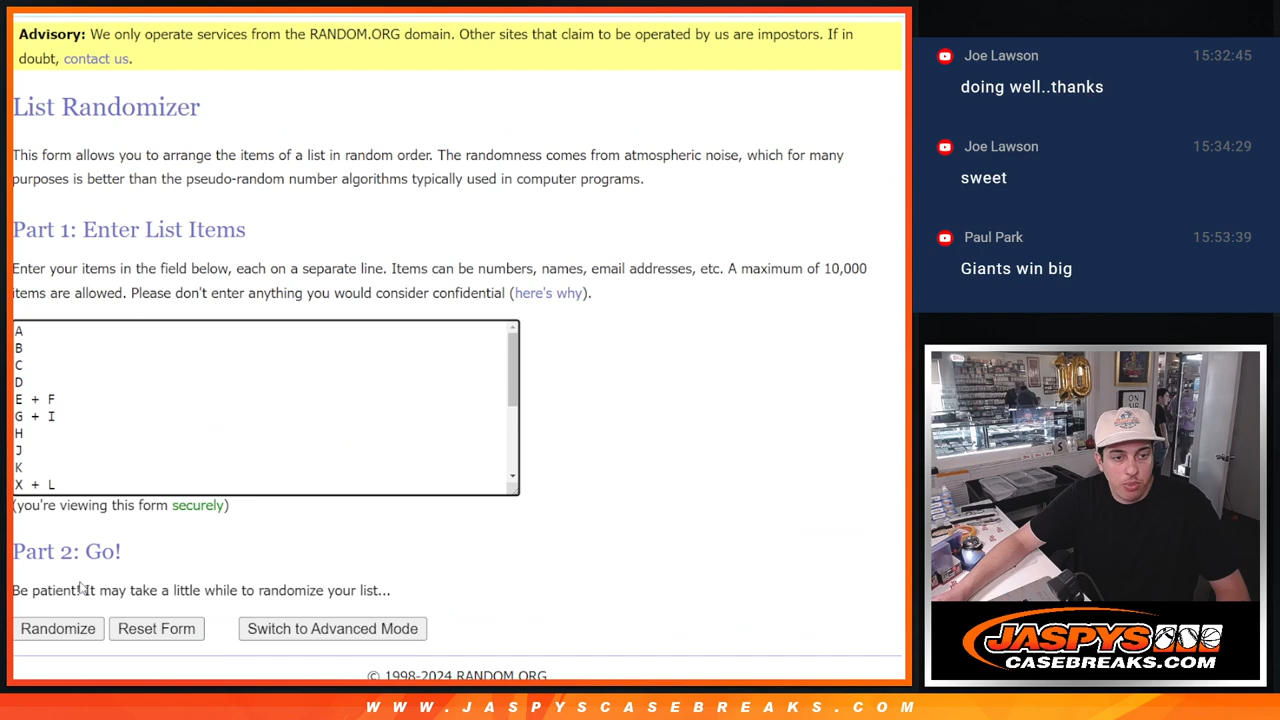 Advisory: We only operate services from the RANDOM.ORG domain. Other sites that claim to be operated by us are impostors. If in
doubt, contact us.
List Randomizer
This form allows you to arrange the items of a list in random order. The randomness comes from atmospheric noise, which for many
purposes is better than the pseudo-random number algorithms typically used in computer programs.
Part 1: Enter List Items
Enter your items in the field below, each on a separate line. Items can be numbers, names, email addresses, etc. A maximum of 10,000
items are allowed. Please don't enter anything you would consider confidential (here's why).
A
B
C
D
E + F
G + I
H
J
K
X + L
(you're viewing this form securely)
Part 2: Go!
Be patient! It may take a little while to randomize your list...
Randomize Reset Form Switch to Advanced Mode
© 1998-2024 RANDOM.ORG
Joe Lawson 15:32:45
doing well..thanks
Joe Lawson 15:34:29
sweet
Paul Park 15:53:39
Giants win big
10
ON
JASPYS
CASEBREAKS.COM
WWW.JASPYSCASEBREAKS.COM